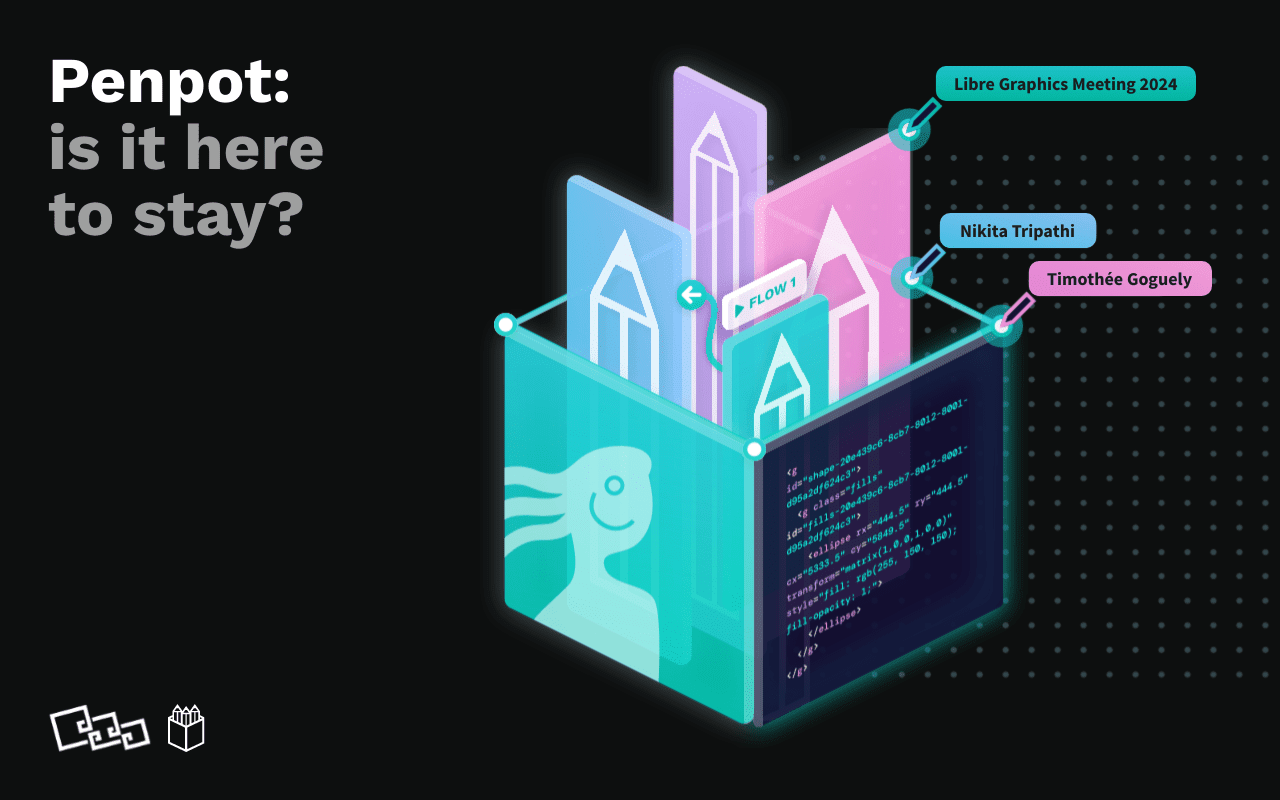 Penpot:
is it here
to stay?
Libre Graphics Meeting 2024
Nikita Tripathi
Timothée Goguely
FLOW 1
<g
id="shape-20e439c6-8cb7-8012-8001-
d95a2df624c3">
<g class="fills"
id="fills-20e439c6-8cb7-8012-8001-
d95a2df624c3">
<ellipse rx="444.5" ry="444.5"
cx="5333.5" cy="5849.5"
transform="matrix(1,0,0,1,0,0)"
style="fill: rgb(255, 150, 150);
fill-opacity: 1;">
</ellipse>
</g>
</g>